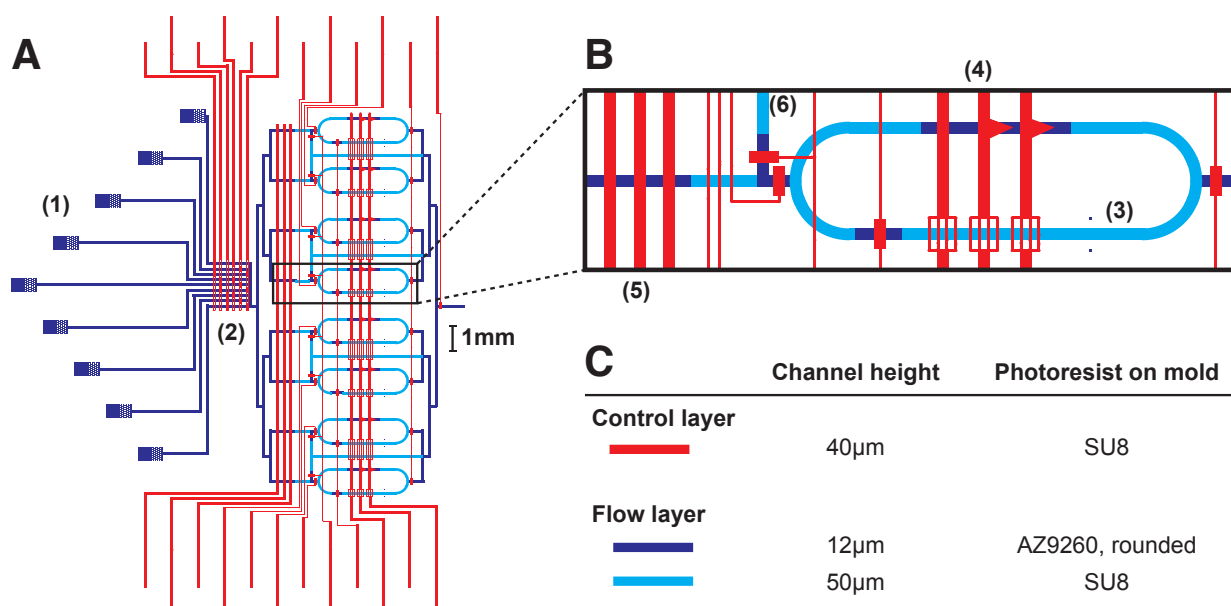 A
(1)
(2)
1mm
B
(4)
(6)
(3)
(5)
C
Channel height Photoresist on mold
Control layer
40µm SU8
Flow layer
12µm AZ9260, rounded
50µm SU8